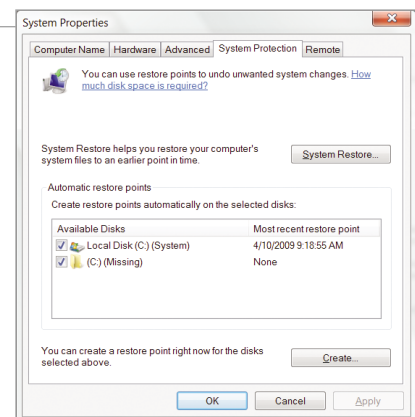 System Properties
Computer Name Hardware Advanced System Protection Remote
You can use restore points to undo unwanted system changes. How
much disk space is required?
System Restore helps you restore your computer's
system files to an earlier point in time.
System Restore...
Automatic restore points
Create restore points automatically on the selected disks:
Available Disks Most recent restore point
Local Disk (C:) (System) 4/10/2009 9:18:55 AM
(C:) (Missing) None
You can create a restore point right now for the disks
selected above.
Create...
OK Cancel Apply